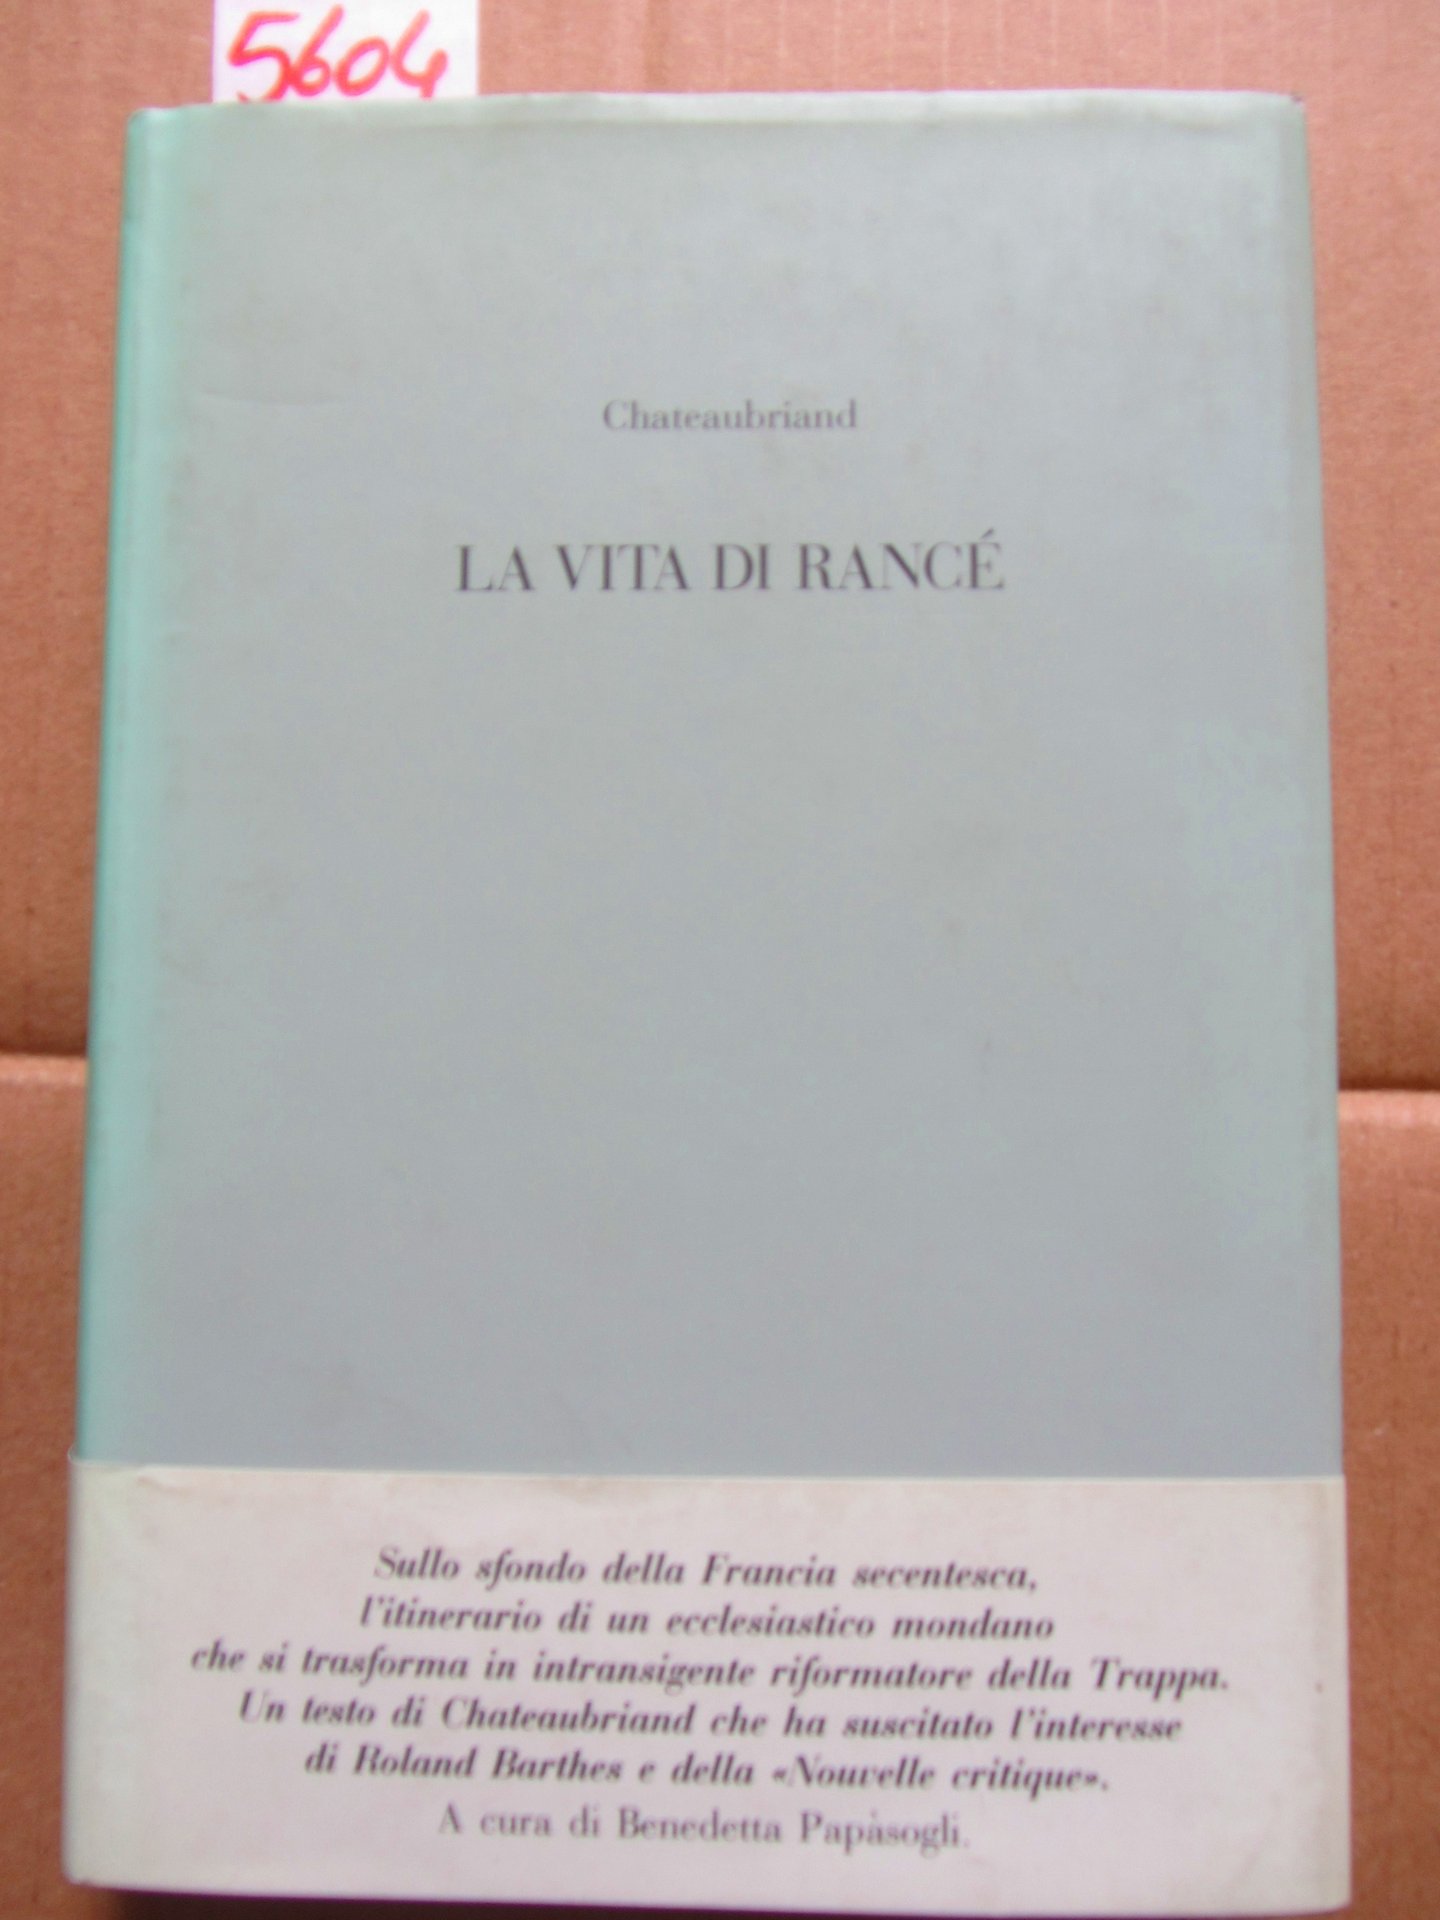 5604
Chateaubriand
LA VITA DI RANCÉ
Sullo sfondo della Francia secentesca,
l'itinerario di un ecclesiastico mondano
che si trasforma in intransigente riformatore della Trappa.
Un testo di Chateaubriand che ha suscitato l'interesse
di Roland Barthes e della «Nouvelle critique».
A cura di Benedetta Papàsogli.